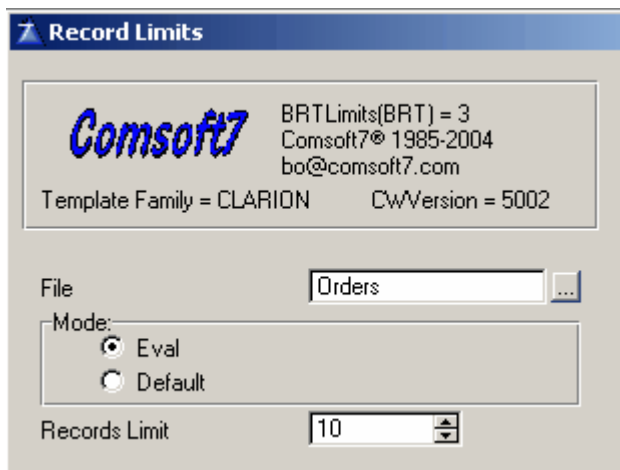 Record Limits
Comsoft7
BRTLimits(BRT) = 3
Comsoft7® 1985-2004
bo@comsoft7.com
Template Family = CLARION CWVersion = 5002
File Orders ...
Mode:
Eval
Default
Records Limit 10